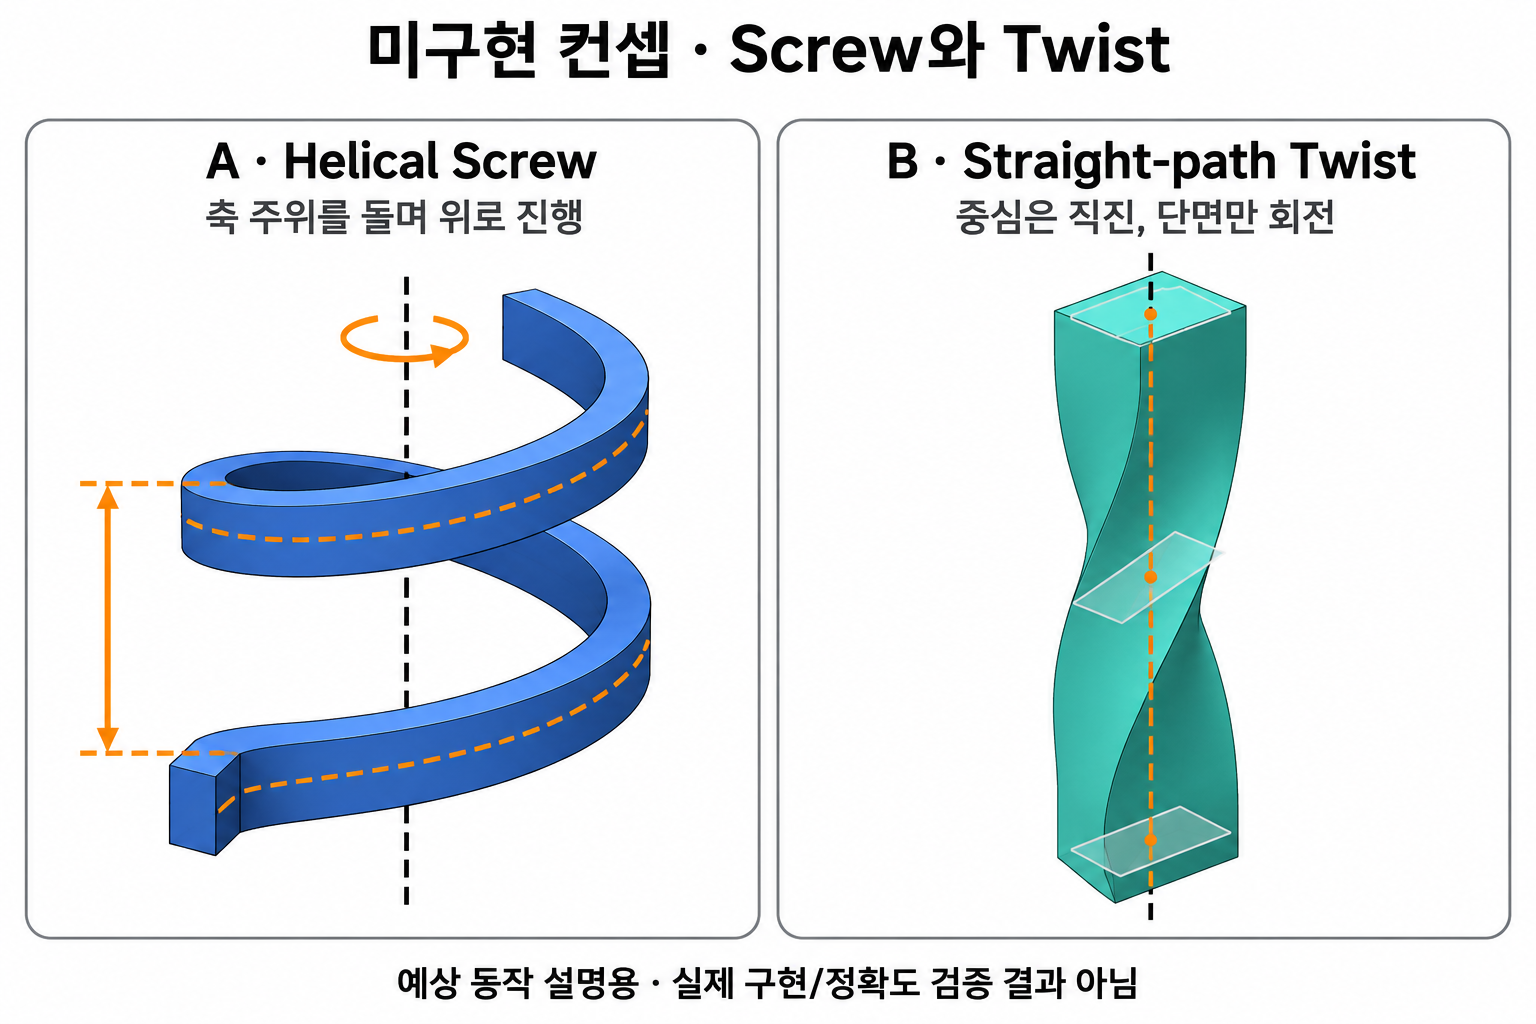 미구현 컨셉 · Screw와 Twist
A · Helical Screw
축 주위를 돌며 위로 진행
B · Straight-path Twist
중심은 직진, 단면만 회전
예상 동작 설명용 · 실제 구현/정확도 검증 결과 아님